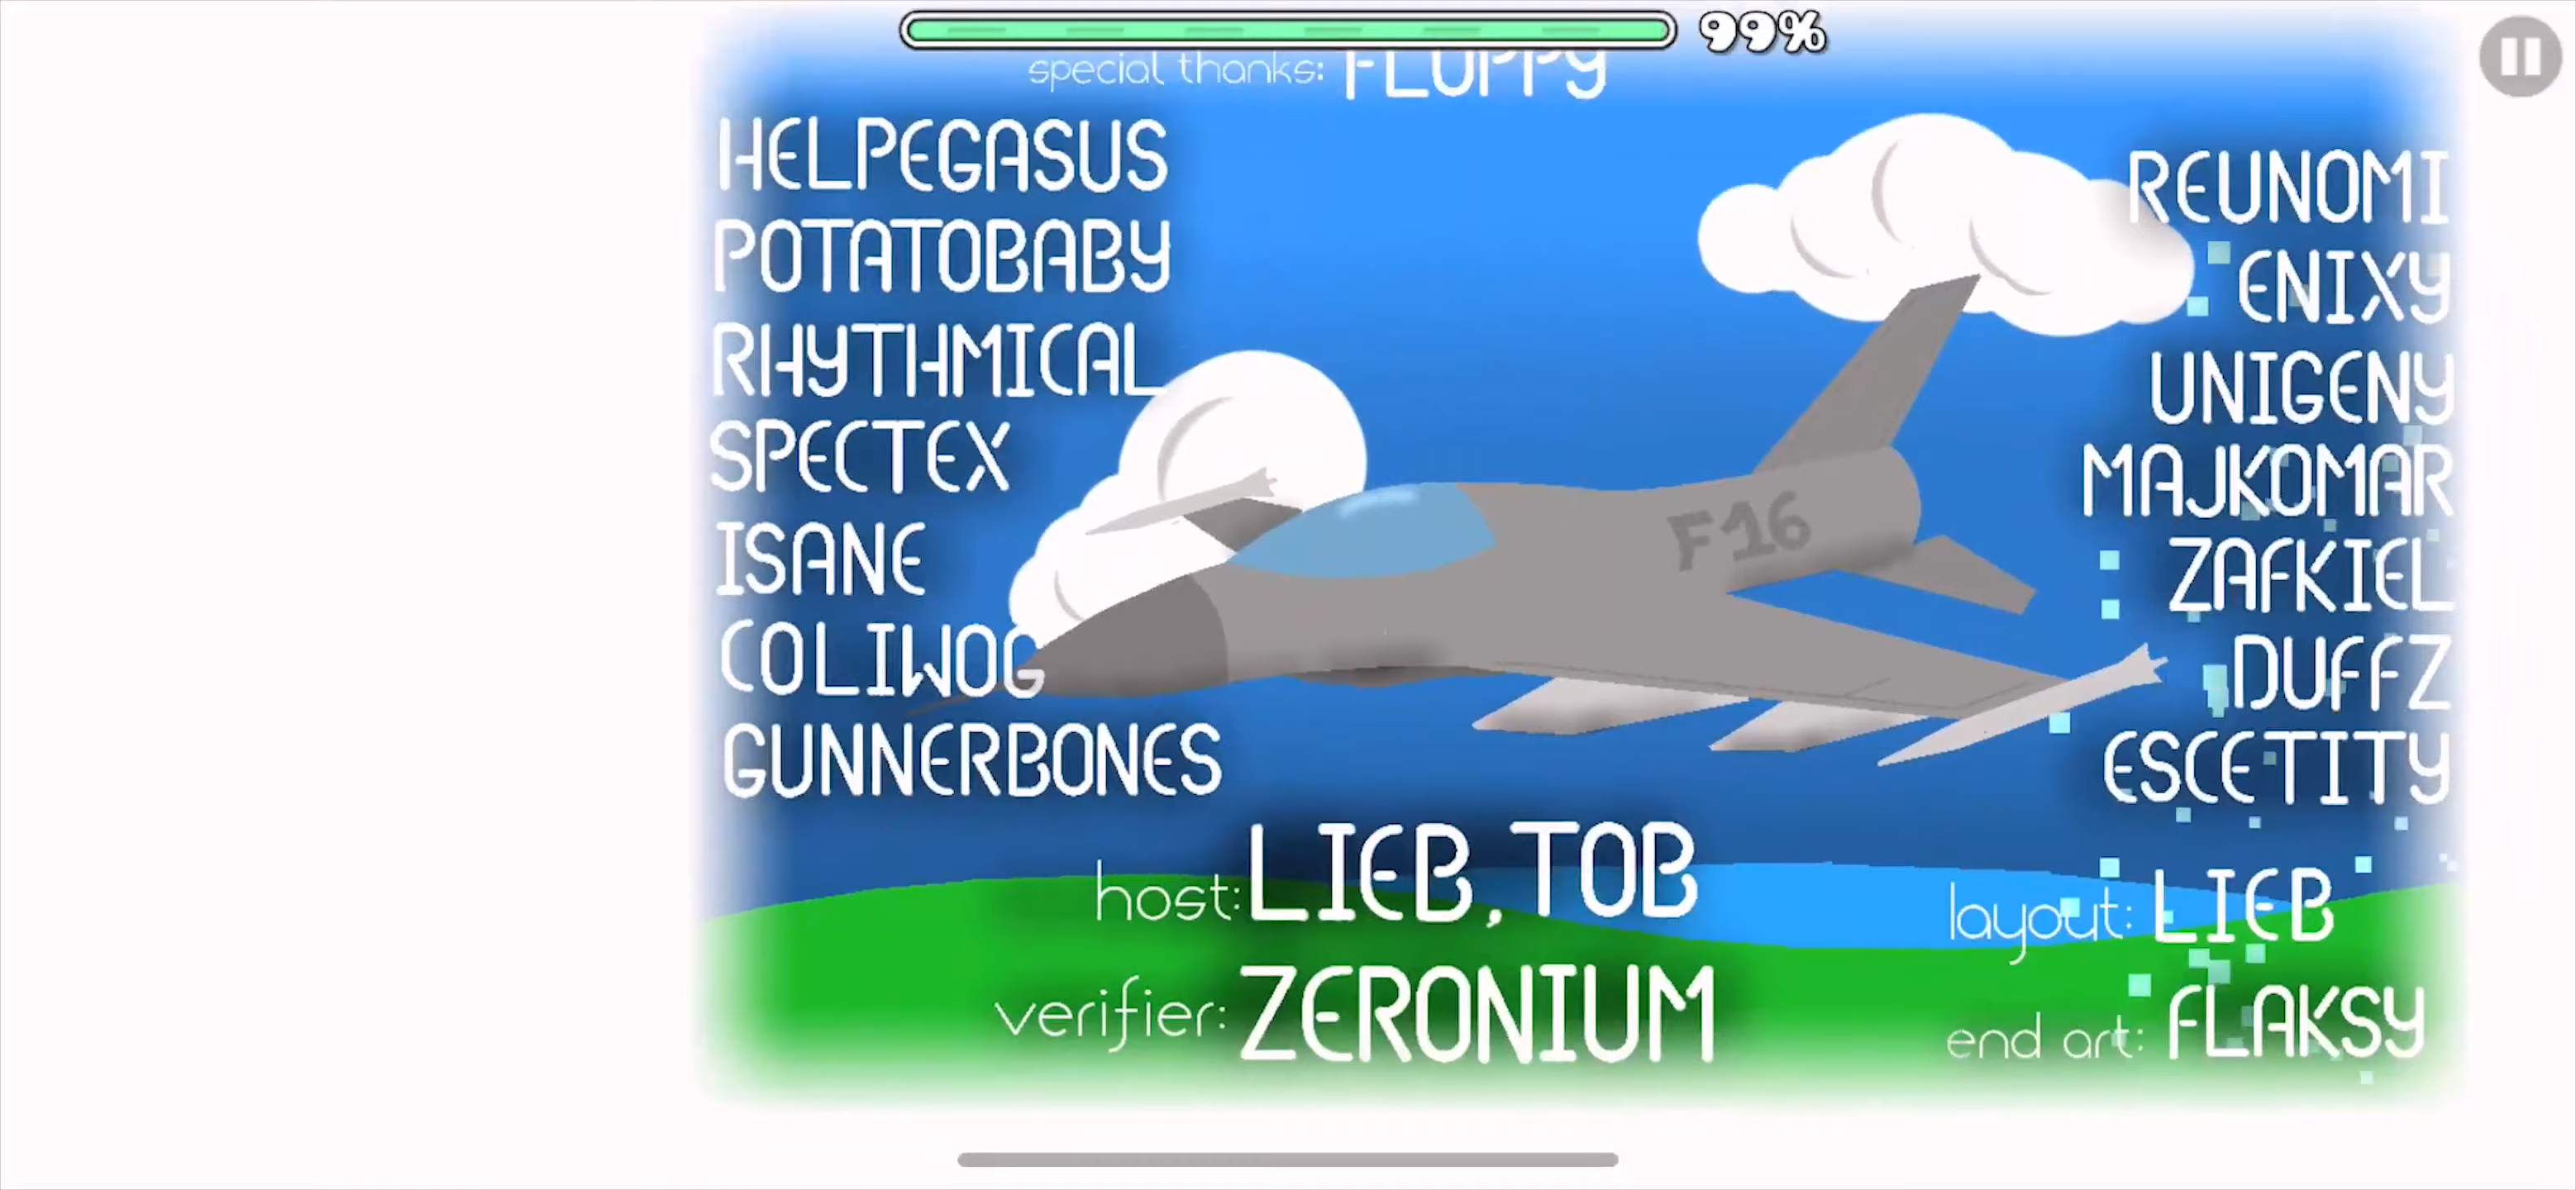 99%
special thanks: FLUPPY
HELPEGASUS
POTATOBABY
RHYTHMICAL
SPECTEX
ISANE
COLIWOG
GUNNERBONES
F16
REUNOMI
ENIXY
UNIGENY
MAJKOMAR
ZAFKIEL
DUFFZ
ESCETITY
host: LIEB, TOB
verifier: ZERONIUM
layout: LIEB
end art: FLAKSY